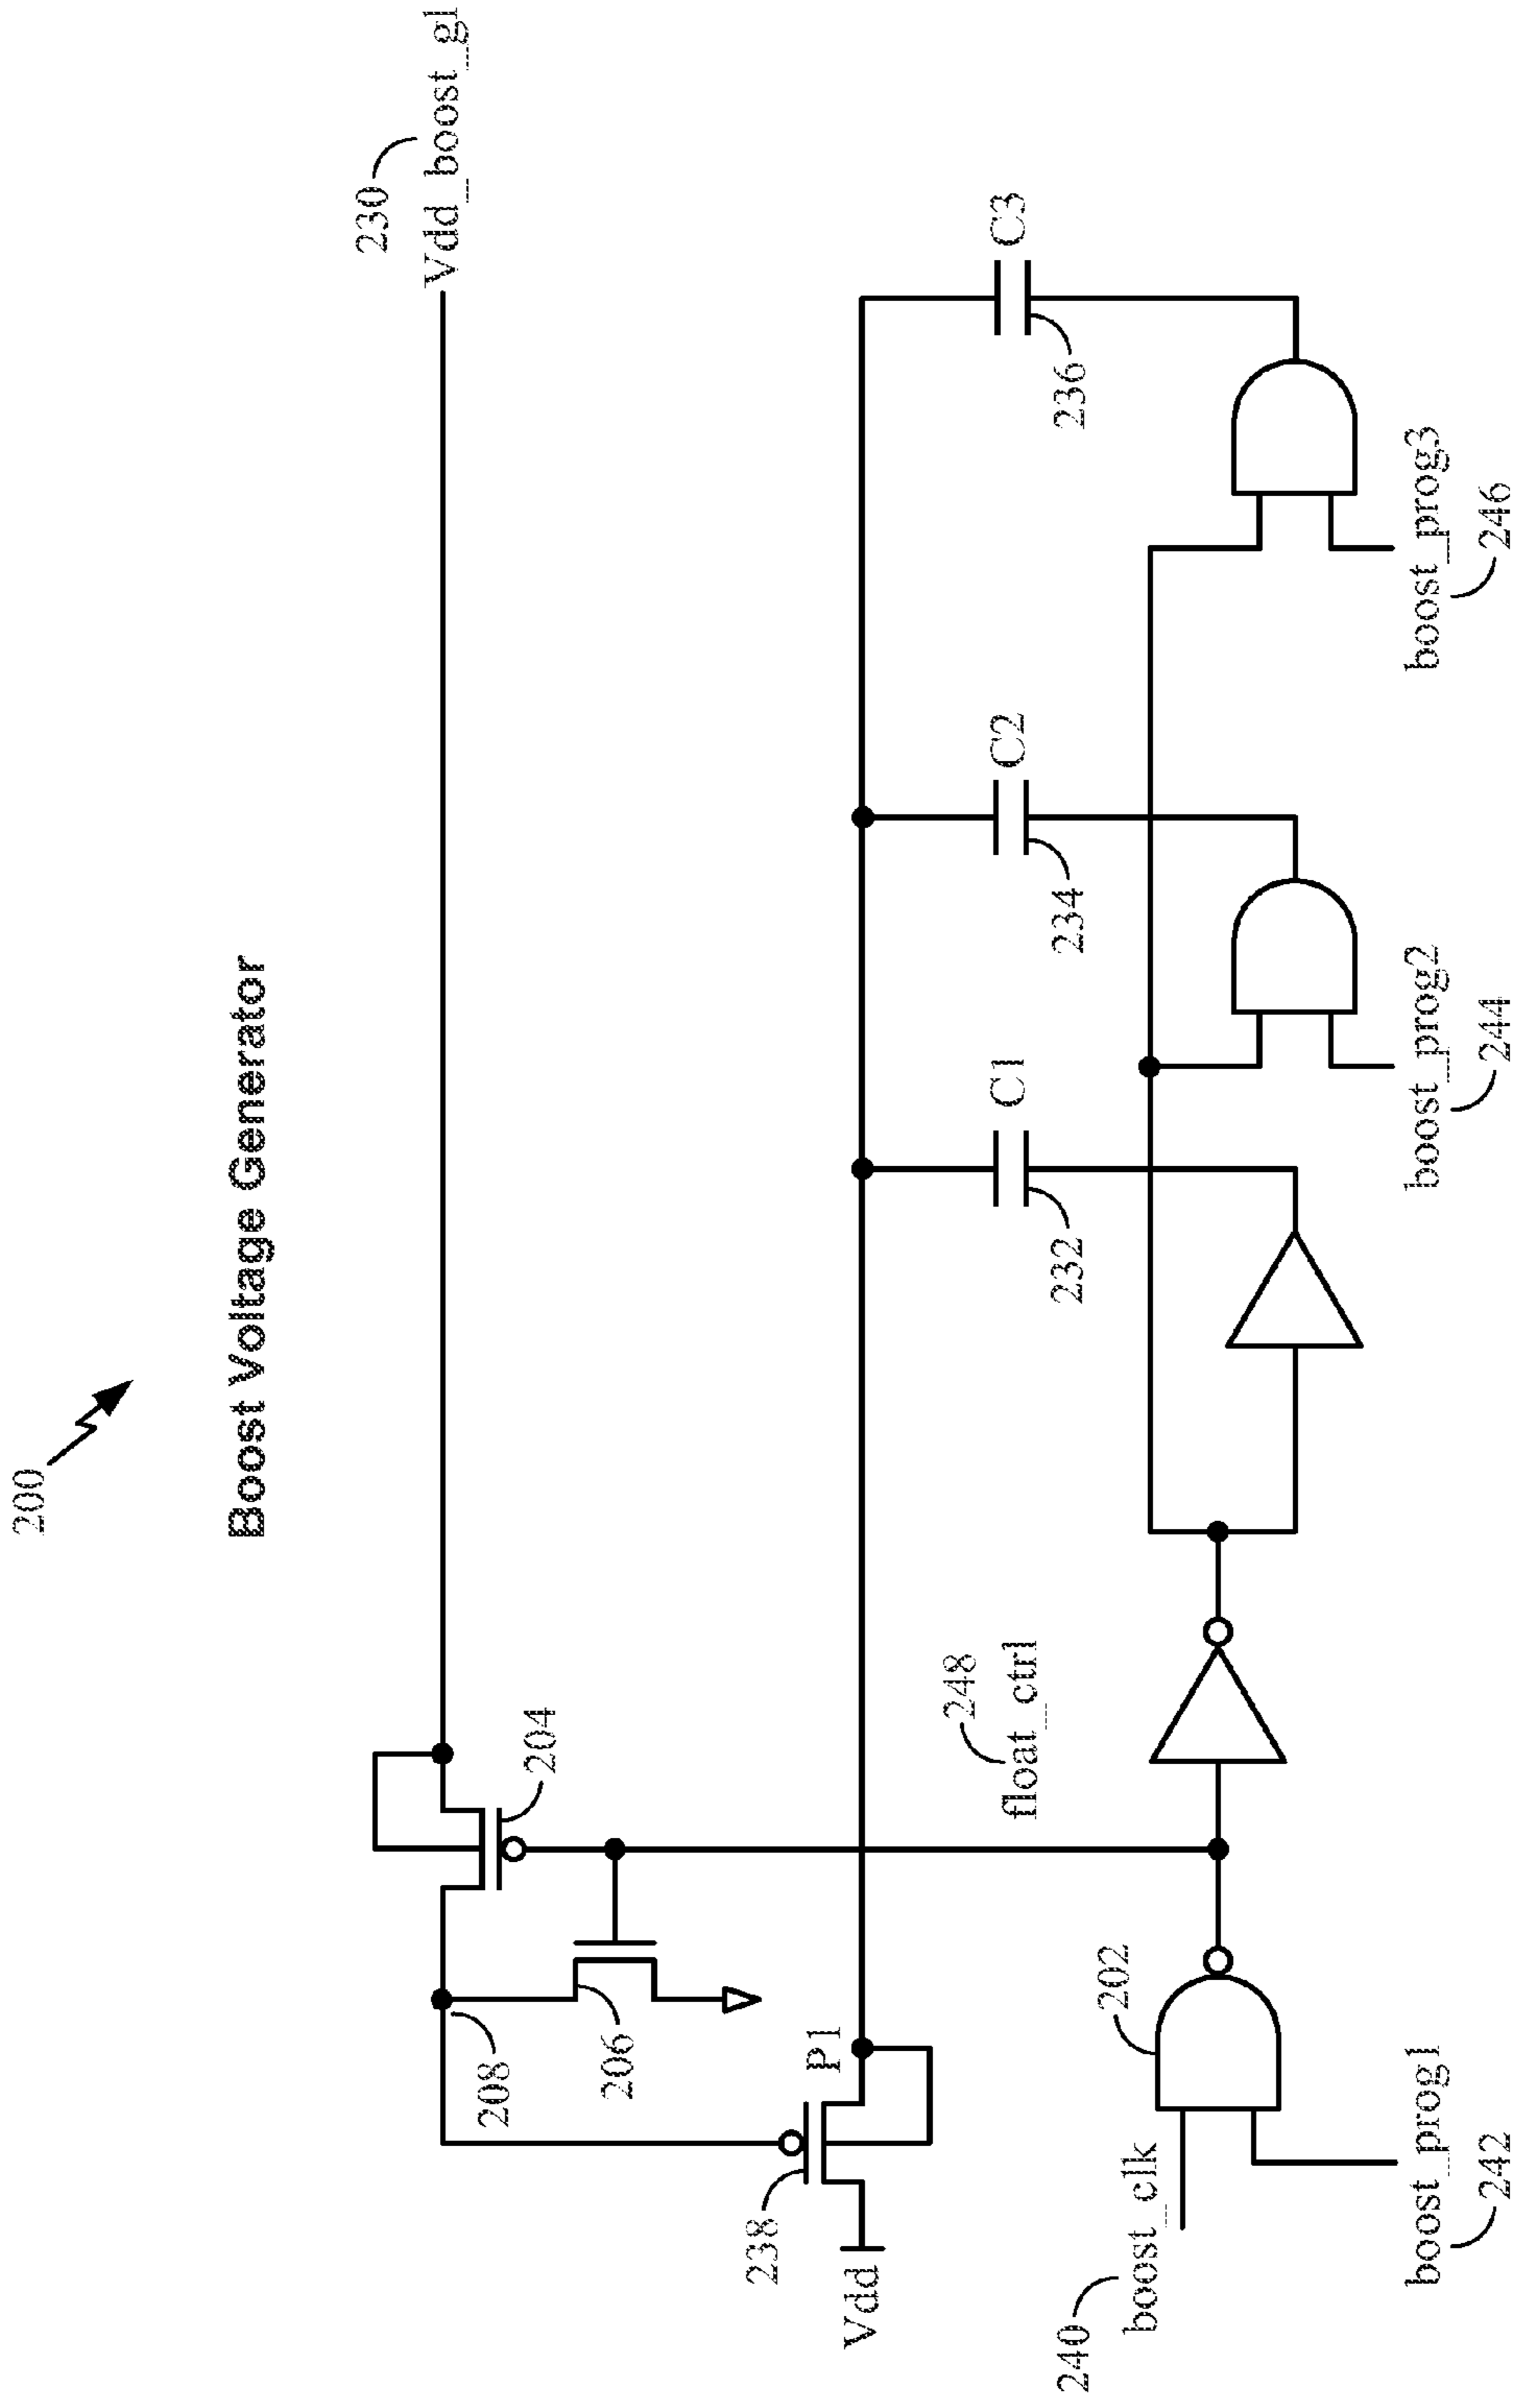 200
Boost Voltage Generator
230
Vdd_boost_gl
204
208
206
P1
238
Vdd
C1
232
C2
234
C3
236
248
float_ctrl
202
240
boost_clk
boost_prog1
242
boost_prog2
244
boost_prog3
246